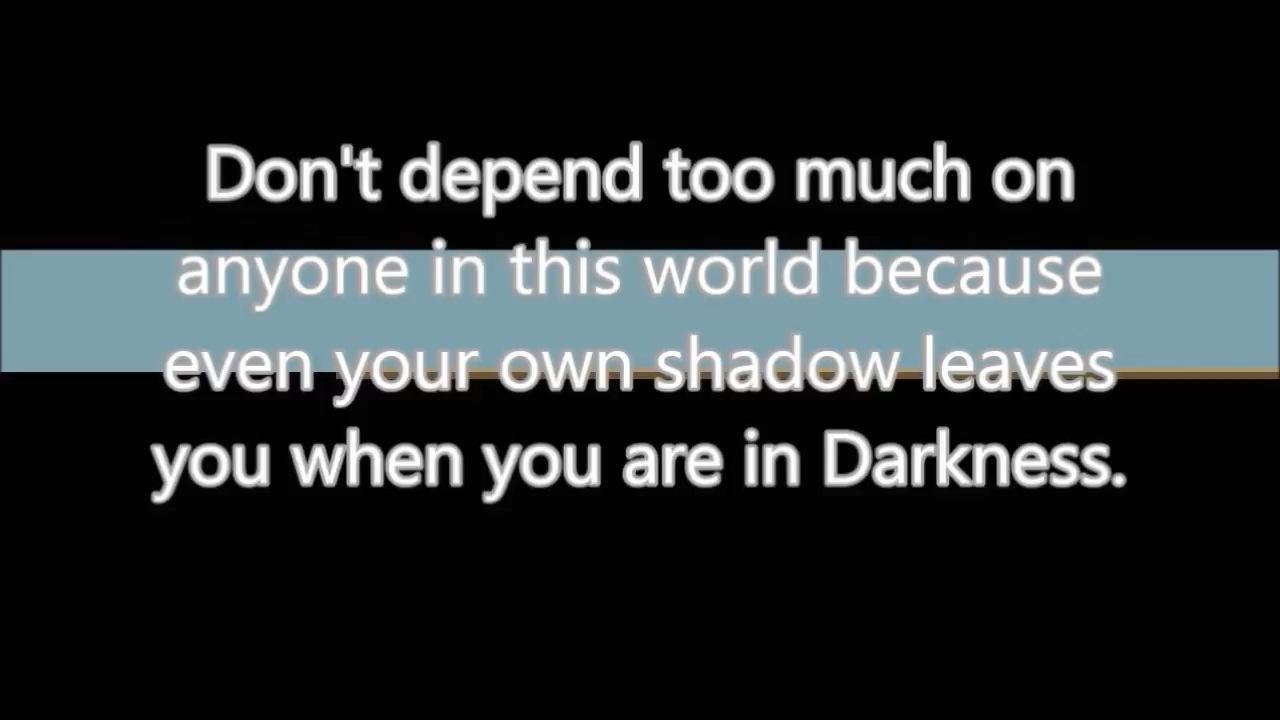 Don't depend too much on
anyone in this world because
even your own shadow leaves
you when you are in Darkness.